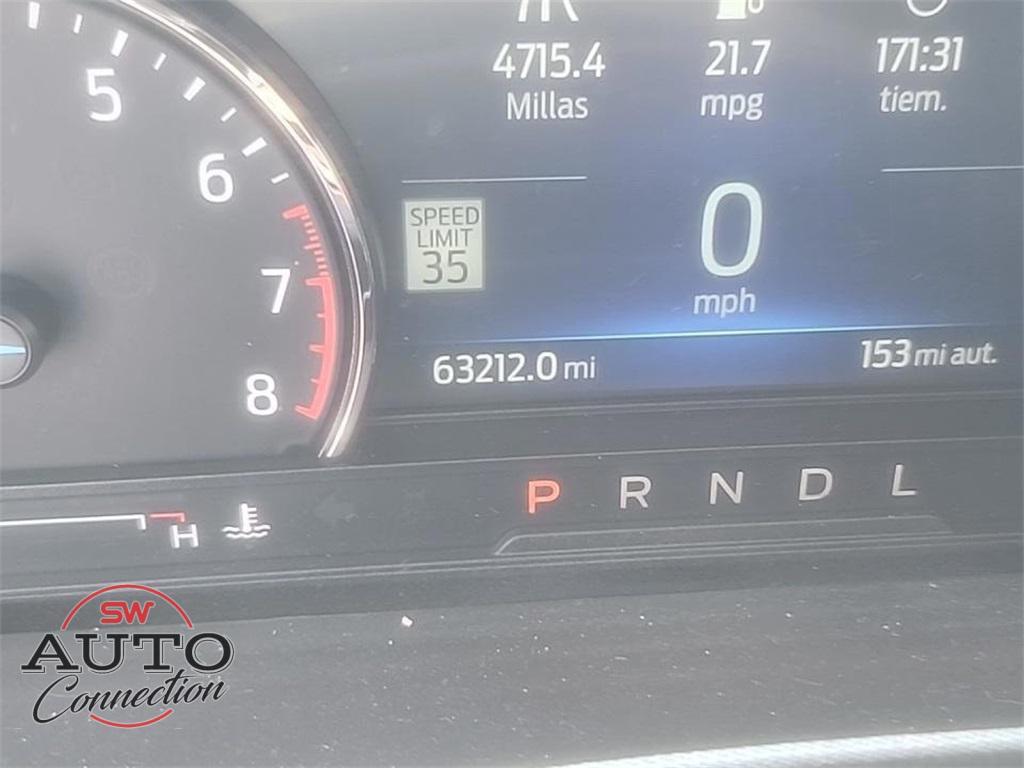 5
6
7
8
H
4715.4
Millas
21.7
mpg
171:31
tiem.
SPEED
LIMIT
35
0
mph
63212.0 mi
153 mi aut.
P R N D L
SW
AUTO
Connection